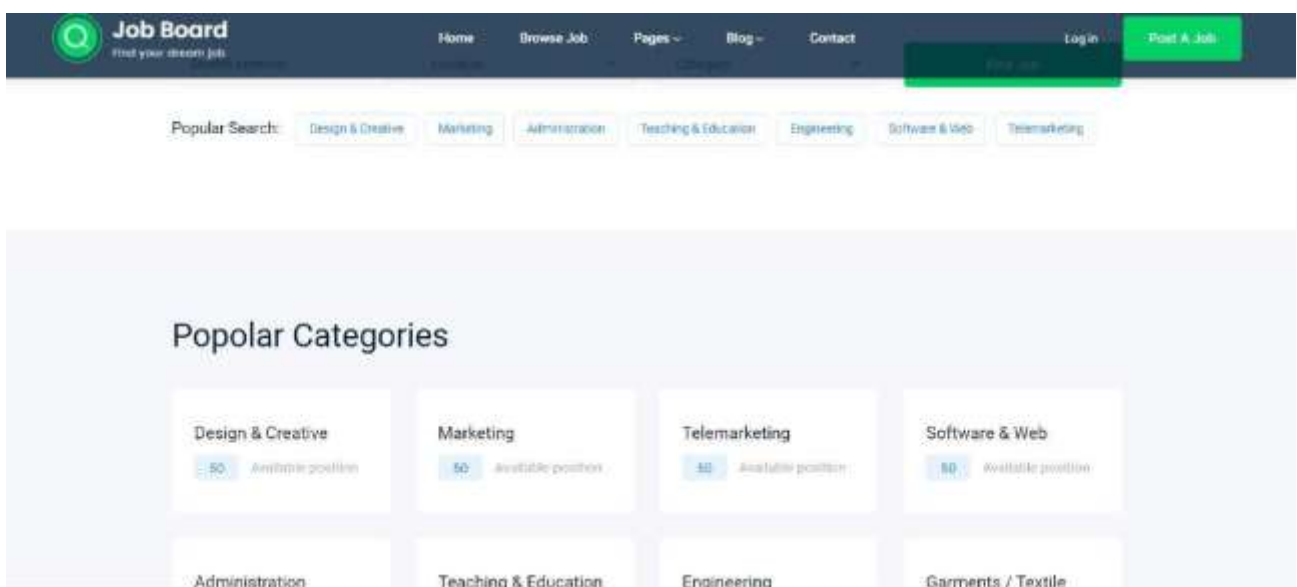 Job Board
Find your dream job
Home Browse Job Pages Blog Contact Login Post A Job
Popular Search: Design & Creative Marketing Administration Teaching & Education Engineering Software & Web Telemarketing
Popolar Categories
Design & Creative Marketing Telemarketing Software & Web
50 Available position 50 Available position 50 Available position 50 Available position
Administration Teaching & Education Engineering Garments / Textile